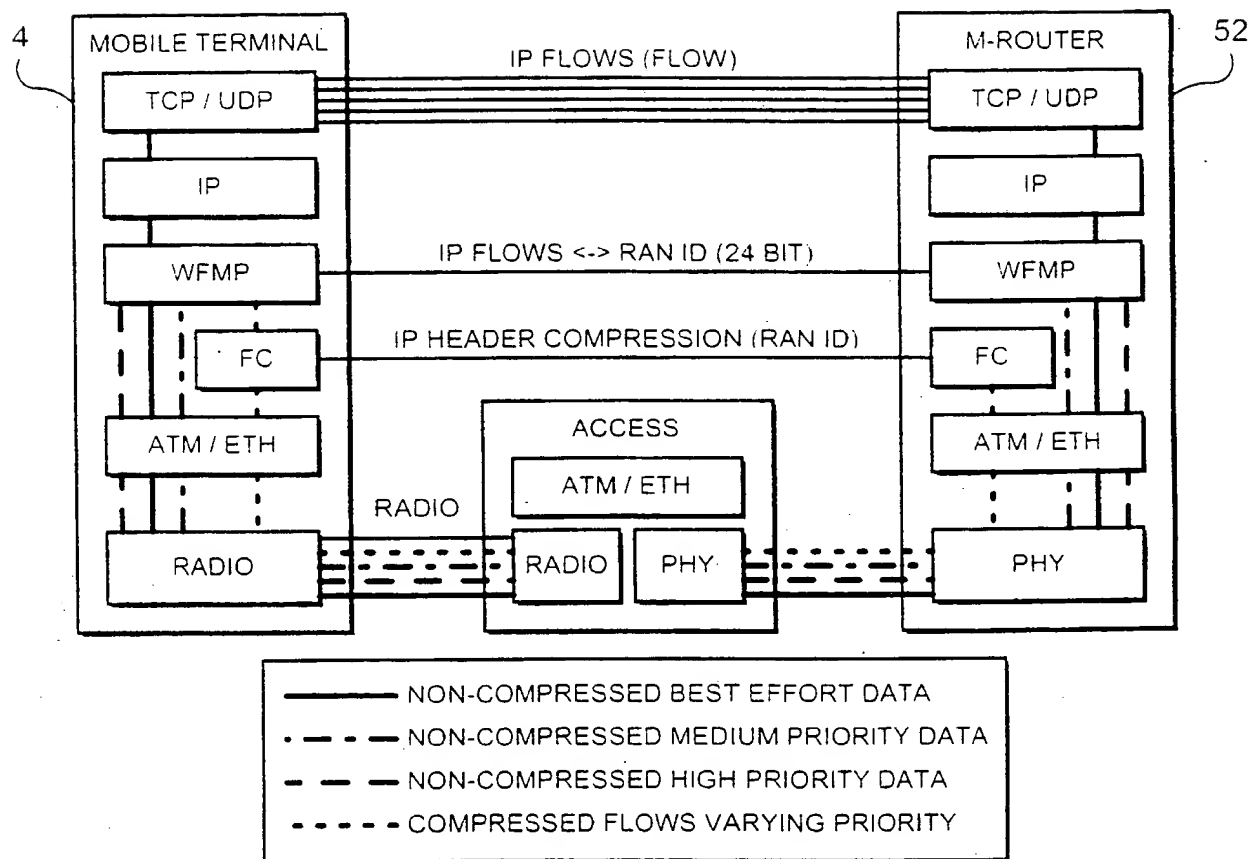 4
MOBILE TERMINAL
TCP / UDP
IP
WFMP
FC
ATM / ETH
RADIO
IP FLOWS (FLOW)
IP FLOWS <-> RAN ID (24 BIT)
IP HEADER COMPRESSION (RAN ID)
RADIO
ACCESS
ATM / ETH
RADIO
PHY
52
M-ROUTER
TCP / UDP
IP
WFMP
FC
ATM / ETH
PHY
NON-COMPRESSED BEST EFFORT DATA
NON-COMPRESSED MEDIUM PRIORITY DATA
NON-COMPRESSED HIGH PRIORITY DATA
COMPRESSED FLOWS VARYING PRIORITY